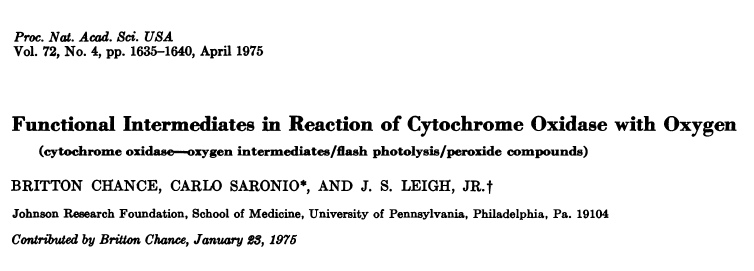 Proc. Nat. Acad. Sci. USA
Vol. 72, No. 4, pp. 1635–1640, April 1975
Functional Intermediates in Reaction of Cytochrome Oxidase with Oxygen
(cytochrome oxidase—oxygen intermediates/flash photolysis/peroxide compounds)
BRITTON CHANCE, CARLO SARONIO*, AND J. S. LEIGH, JR.†
Johnson Research Foundation, School of Medicine, University of Pennsylvania, Philadelphia, Pa. 19104
Contributed by Britton Chance, January 23, 1975